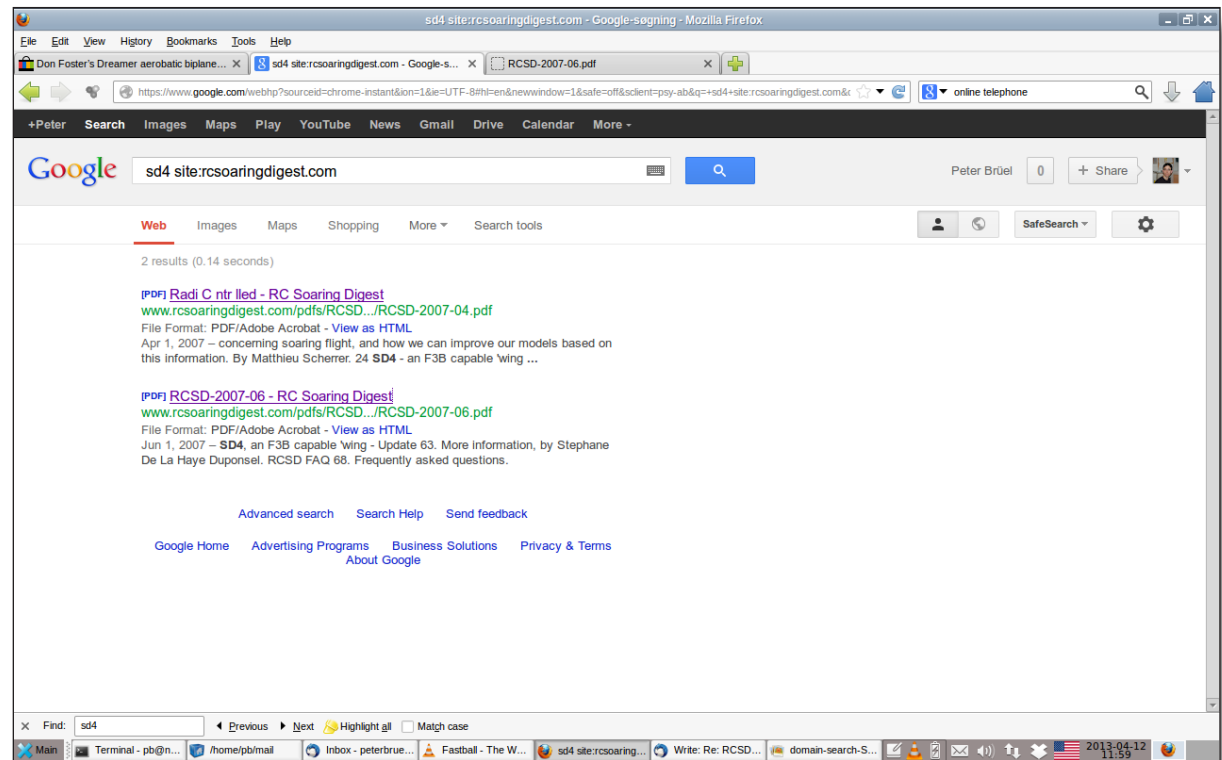 sd4 site:rcsoaringdigest.com - Google-søgning - Mozilla Firefox
File Edit View History Bookmarks Tools Help
Don Foster's Dreamer aerobatic biplane... sd4 site:rcsoaringdigest.com - Google-s... RCSD-2007-06.pdf
https://www.google.com/webhp?sourceid=chrome-instant&ion=1&ie=UTF-8#hl=en&newwindow=1&safe=off&sclient=psy-ab&q=+sd4+site:rcsoaringdigest.com&c online telephone
+Peter Search Images Maps Play YouTube News Gmail Drive Calendar More
Google sd4 site:rcsoaringdigest.com Peter Brüel 0 + Share
Web Images Maps Shopping More Search tools SafeSearch
2 results (0.14 seconds)
[PDF] Radi C ntr lled - RC Soaring Digest
www.rcsoaringdigest.com/pdfs/RCSD.../RCSD-2007-04.pdf
File Format: PDF/Adobe Acrobat - View as HTML
Apr 1, 2007 – concerning soaring flight, and how we can improve our models based on
this information. By Matthieu Scherrer. 24 SD4 - an F3B capable 'wing ...
[PDF] RCSD-2007-06 - RC Soaring Digest
www.rcsoaringdigest.com/pdfs/RCSD.../RCSD-2007-06.pdf
File Format: PDF/Adobe Acrobat - View as HTML
Jun 1, 2007 – SD4, an F3B capable 'wing - Update 63. More information, by Stephane
De La Haye Duponsel. RCSD FAQ 68. Frequently asked questions.
Advanced search Search Help Send feedback
Google Home Advertising Programs Business Solutions Privacy & Terms
About Google
Find: sd4 Previous Next Highlight all Match case
Main Terminal - pb@n... /home/pb/mail Inbox - peterbrue... Fastball - The W... sd4 site:rcsoaring... Write: Re: RCSD... domain-search-S... 2013-04-12
11:59